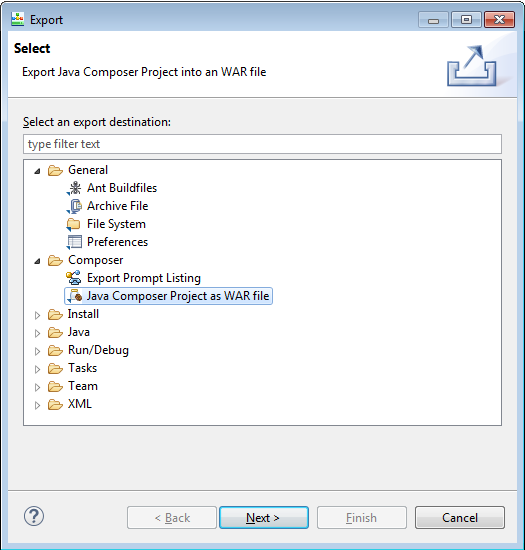 Export
Select
Export Java Composer Project into an WAR file
Select an export destination:
type filter text
General
Ant Buildfiles
Archive File
File System
Preferences
Composer
Export Prompt Listing
Java Composer Project as WAR file
Install
Java
Run/Debug
Tasks
Team
XML
? < Back Next > Finish Cancel